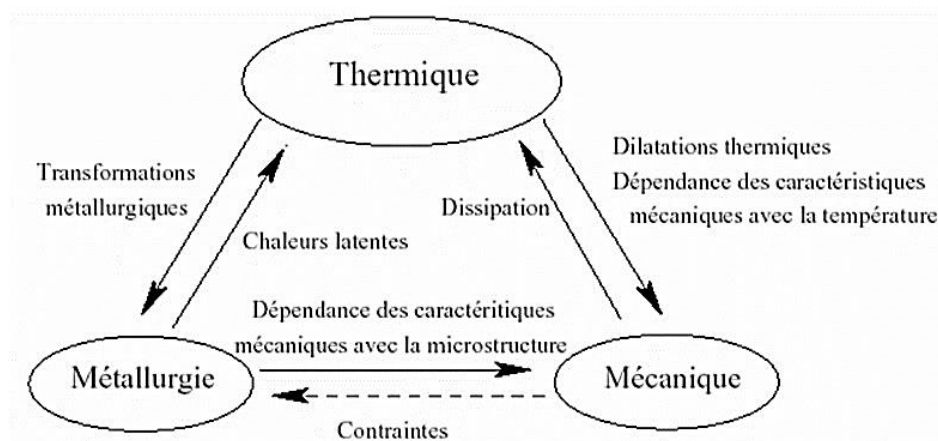 Thermique
Transformations
métallurgiques
Chaleurs latentes
Dissipation
Dilatations thermiques
Dépendance des caractéristiques
mécaniques avec la température
Dépendance des caractéritiques
mécaniques avec la microstructure
Métallurgie
Mécanique
Contraintes